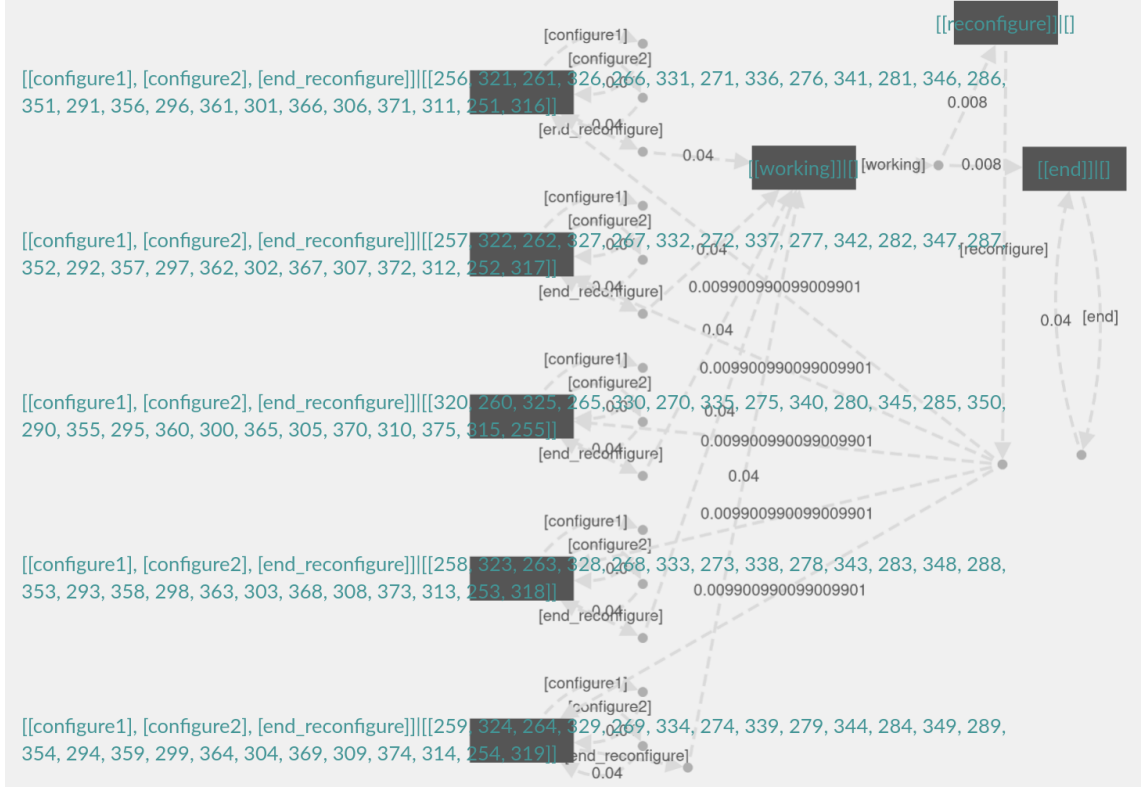 [[reconfigure]]|[]
[configure1]
[configure2]
[[configure1], [configure2], [end_reconfigure]]|[[256, 321, 261, 326, 266, 331, 271, 336, 276, 341, 281, 346, 286,
351, 291, 356, 296, 361, 301, 366, 306, 371, 311, 251, 316]]
0.008
0.04
[end_reconfigure]
0.04
[[working]]|[]
[working]
0.008
[[end]]|[]
[configure1]
[configure2]
[[configure1], [configure2], [end_reconfigure]]|[[257, 322, 262, 327, 267, 332, 272, 337, 277, 342, 282, 347, 287,
352, 292, 357, 297, 362, 302, 367, 307, 372, 312, 252, 317]]
0.04
[reconfigure]
0.04
[end_reconfigure]
0.009900990099009901
0.04
[end]
0.04
[configure1]
0.009900990099009901
[configure2]
[[configure1], [configure2], [end_reconfigure]]|[[320, 260, 325, 265, 330, 270, 335, 275, 340, 280, 345, 285, 350,
290, 355, 295, 360, 300, 365, 305, 370, 310, 375, 315, 255]]
0.04
0.04
[end_reconfigure]
0.009900990099009901
0.04
0.009900990099009901
[configure1]
[configure2]
[[configure1], [configure2], [end_reconfigure]]|[[258, 323, 263, 328, 268, 333, 273, 338, 278, 343, 283, 348, 288,
353, 293, 358, 298, 363, 303, 368, 308, 373, 313, 253, 318]]
0.009900990099009901
0.04
[end_reconfigure]
[configure1]
[configure2]
[[configure1], [configure2], [end_reconfigure]]|[[259, 324, 264, 329, 269, 334, 274, 339, 279, 344, 284, 349, 289,
354, 294, 359, 299, 364, 304, 369, 309, 374, 314, 254, 319]]
[end_reconfigure]
0.04